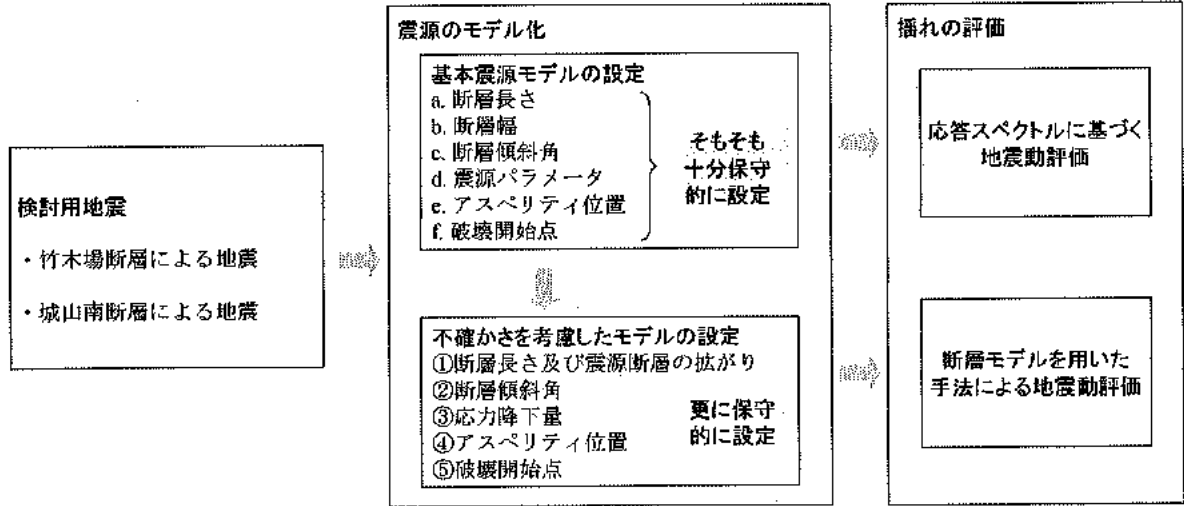 検討用地震
・竹木場断層による地震
・城山南断層による地震
震源のモデル化
基本震源モデルの設定
a. 断層長さ
b. 断層幅
c. 断層傾斜角
d. 震源パラメータ
e. アスペリティ位置
f. 破壊開始点
そもそも
十分保守
的に設定
不確かさを考慮したモデルの設定
①断層長さ及び震源断層の拡がり
②断層傾斜角
③応力降下量
④アスペリティ位置
⑤破壊開始点
更に保守
的に設定
揺れの評価
応答スペクトルに基づく
地震動評価
断層モデルを用いた
手法による地震動評価